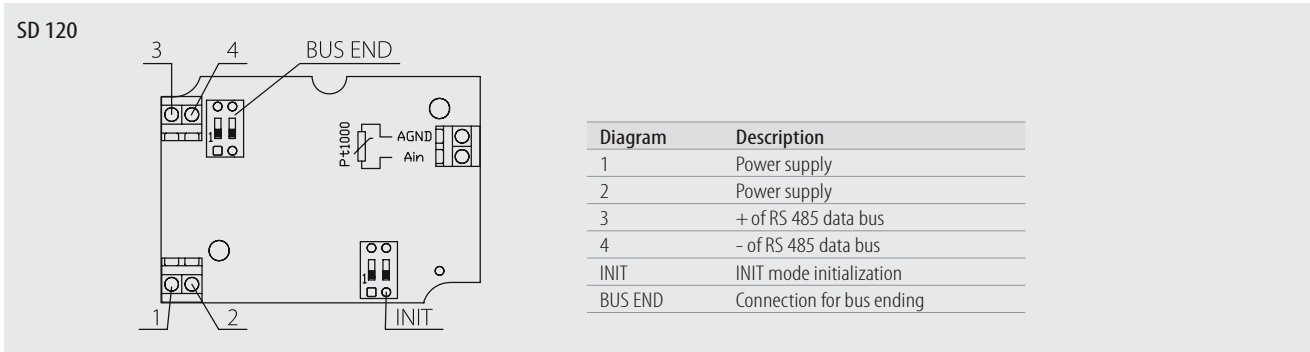 SD 120
3 4 BUS END
1
Pt1000
AGND
Ain
1
1 2 INIT
Diagram Description
1 Power supply
2 Power supply
3 + of RS 485 data bus
4 - of RS 485 data bus
INIT INIT mode initialization
BUS END Connection for bus ending